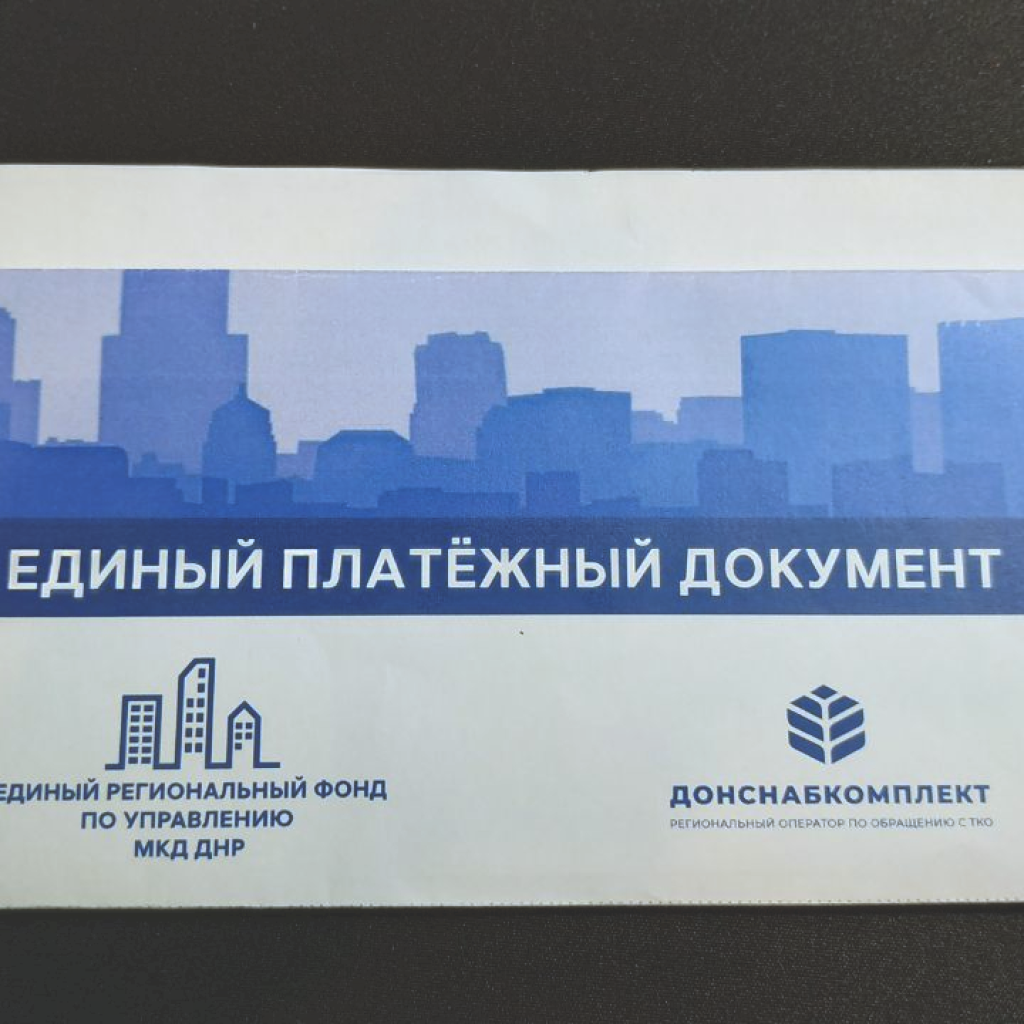 ЕДИНЫЙ ПЛАТЁЖНЫЙ ДОКУМЕНТ
ЕДИНЫЙ РЕГИОНАЛЬНЫЙ ФОНД
ПО УПРАВЛЕНИЮ
МКД ДНР
ДОНСНАБКОМПЛЕКТ
РЕГИОНАЛЬНЫЙ ОПЕРАТОР ПО ОБРАЩЕНИЮ С ТКО